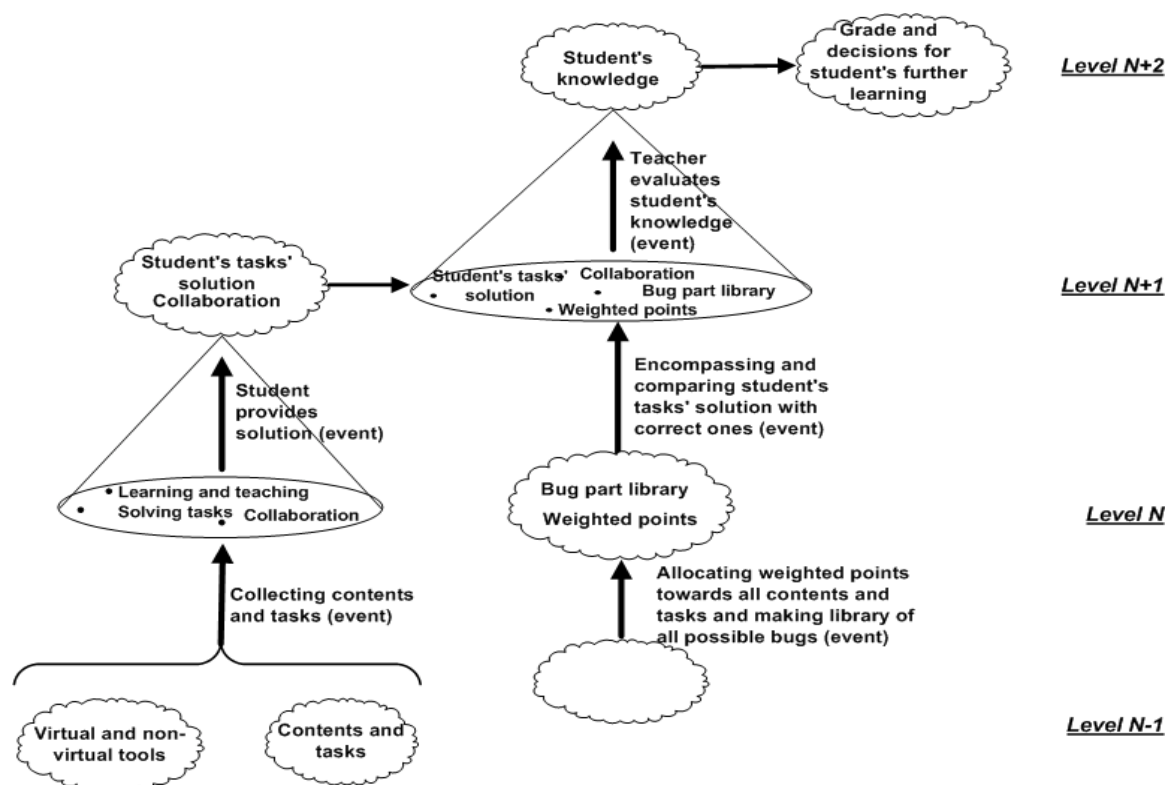 Student's
knowledge
Grade and
decisions for
student's further
learning
Level N+2
Teacher
evaluates
student's
knowledge
(event)
Student's tasks'
solution
Collaboration
Student's tasks'
solution
Collaboration
Bug part library
Weighted points
Level N+1
Student
provides
solution (event)
Encompassing and
comparing student's
tasks' solution with
correct ones (event)
Learning and teaching
Solving tasks
Collaboration
Bug part library
Weighted points
Level N
Collecting contents
and tasks (event)
Allocating weighted points
towards all contents and
tasks and making library of
all possible bugs (event)
Virtual and non-
virtual tools
Contents and
tasks
Level N-1